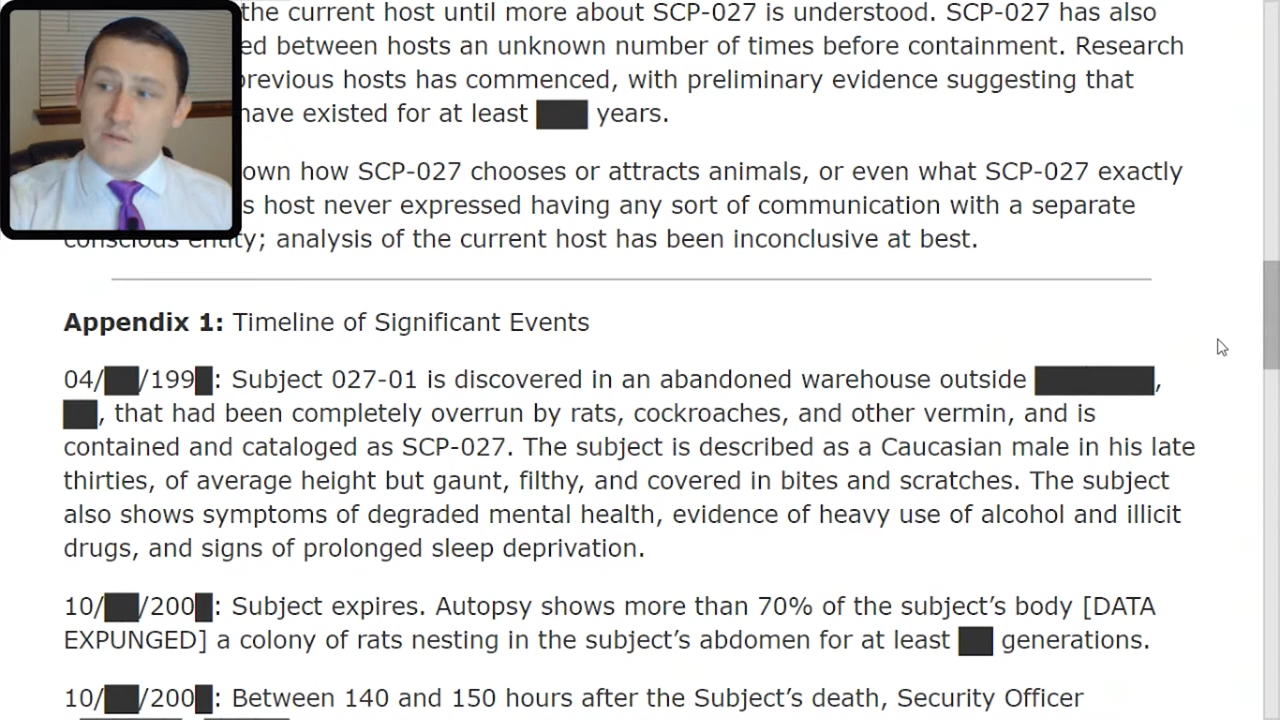 the current host until more about SCP-027 is understood. SCP-027 has also
ed between hosts an unknown number of times before containment. Research
previous hosts has commenced, with preliminary evidence suggesting that
have existed for at least ███ years.
own how SCP-027 chooses or attracts animals, or even what SCP-027 exactly
s host never expressed having any sort of communication with a separate
conscious entity; analysis of the current host has been inconclusive at best.
Appendix 1: Timeline of Significant Events
04/██/199█: Subject 027-01 is discovered in an abandoned warehouse outside ███████,
██, that had been completely overrun by rats, cockroaches, and other vermin, and is
contained and cataloged as SCP-027. The subject is described as a Caucasian male in his late
thirties, of average height but gaunt, filthy, and covered in bites and scratches. The subject
also shows symptoms of degraded mental health, evidence of heavy use of alcohol and illicit
drugs, and signs of prolonged sleep deprivation.
10/██/200█: Subject expires. Autopsy shows more than 70% of the subject’s body [DATA
EXPUNGED] a colony of rats nesting in the subject’s abdomen for at least ██ generations.
10/██/200█: Between 140 and 150 hours after the Subject’s death, Security Officer